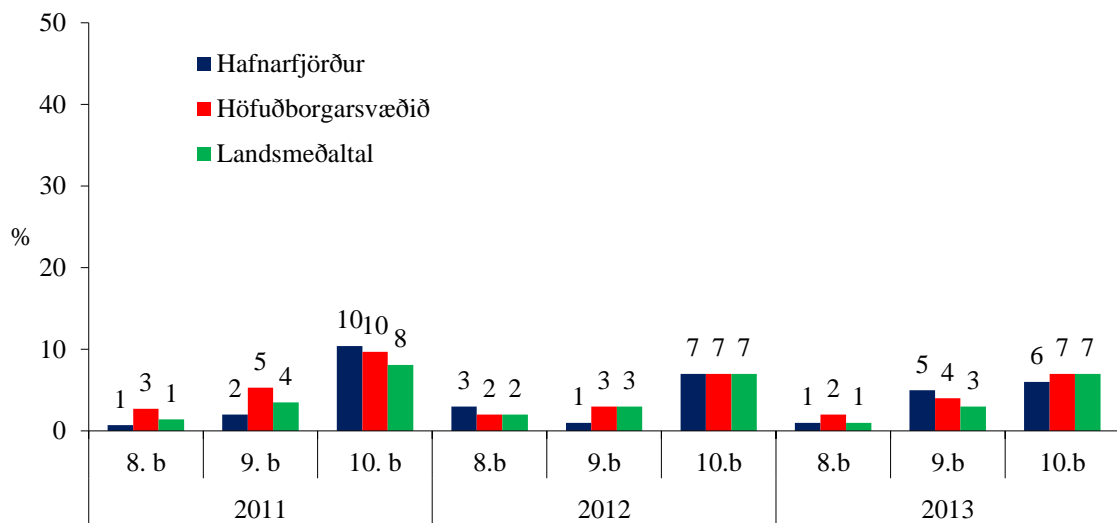 50
40
30
20
10
0
%
Hafnarfjörður
Höfuðborgarsvæðið
Landsmeðaltal
1 3 1 2 5 4 10 10 8 3 2 2 1 3 3 7 7 7 1 2 1 5 4 3 6 7 7
8. b 9. b 10. b 8.b 9.b 10.b 8.b 9.b 10.b
2011 2012 2013